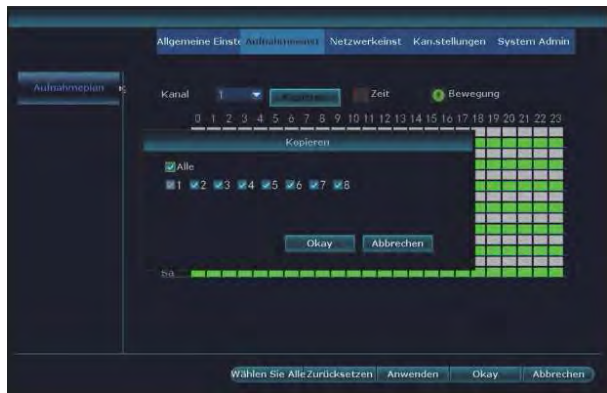 Allgemeine Einste Aufnahmeeinst Netzwerkeinst Kan.stellungen System Admin
Aufnahmeplan
Kanal 1 Kopieren Zeit Bewegung
0 1 2 3 4 5 6 7 8 9 10 11 12 13 14 15 16 17 18 19 20 21 22 23
Kopieren
Alle
1 2 3 4 5 6 7 8
Okay Abbrechen
Sa
Wählen Sie Alle Zurücksetzen Anwenden Okay Abbrechen